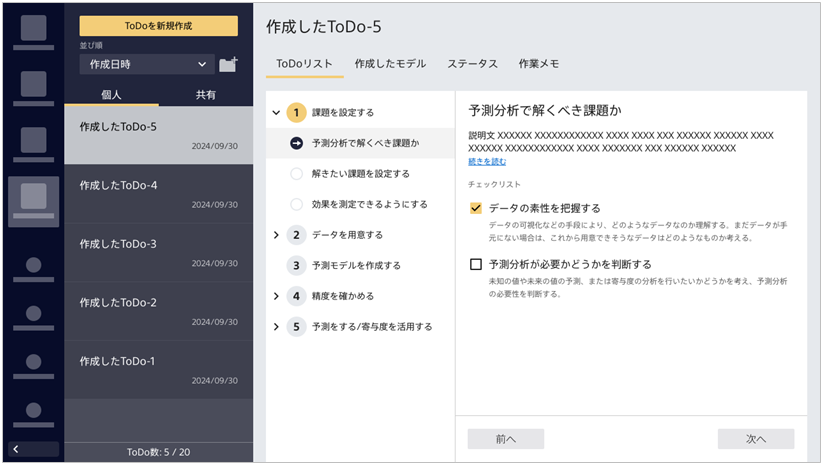 ToDoを新規作成
並び順
作成日時
個人
共有
作成したToDo-5
2024/09/30
作成したToDo-4
2024/09/30
作成したToDo-3
2024/09/30
作成したToDo-2
2024/09/30
作成したToDo-1
2024/09/30
ToDo数: 5 / 20
作成したToDo-5
ToDoリスト
作成したモデル
ステータス
作業メモ
1 課題を設定する
予測分析で解くべき課題か
解きたい課題を設定する
効果を測定できるようにする
2 データを用意する
3 予測モデルを作成する
4 精度を確かめる
5 予測をする/寄与度を活用する
予測分析で解くべき課題か
説明文 XXXXXX XXXXXXXXXXXX XXXX XXXX XXX XXXXXX XXXXXX XXXX
XXXXXX XXXXXXXXXXXX XXXX XXXXXXX XXX XXXXXX XXXXXX
続きを読む
チェックリスト
データの素性を把握する
データの可視化などの手段により、どのようなデータなのか理解する。まだデータが手
元にない場合は、これから用意できそうなデータはどのようなものか考える。
予測分析が必要かどうかを判断する
未知の値や未来の値の予測、または寄与度の分析を行いたいかどうかを考え、予測分析
の必要性を判断する。
前へ
次へ